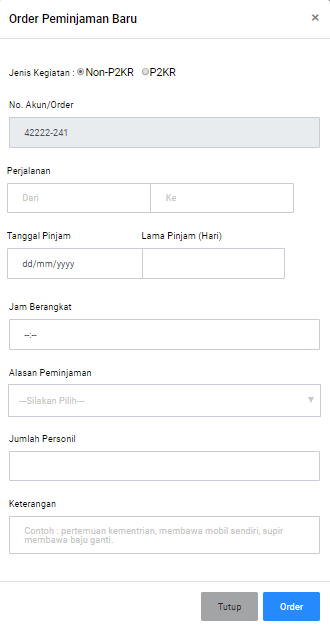 Order Peminjaman Baru ×
Jenis Kegiatan : Non-P2KR P2KR
No. Akun/Order
42222-241
Perjalanan
Dari Ke
Tanggal Pinjam Lama Pinjam (Hari)
dd/mm/yyyy
Jam Berangkat
--:--
Alasan Peminjaman
---Silakan Pilih---
Jumlah Personil
Keterangan
Contoh : pertemuan kementrian, membawa mobil sendiri, supir
membawa baju ganti.
Tutup Order